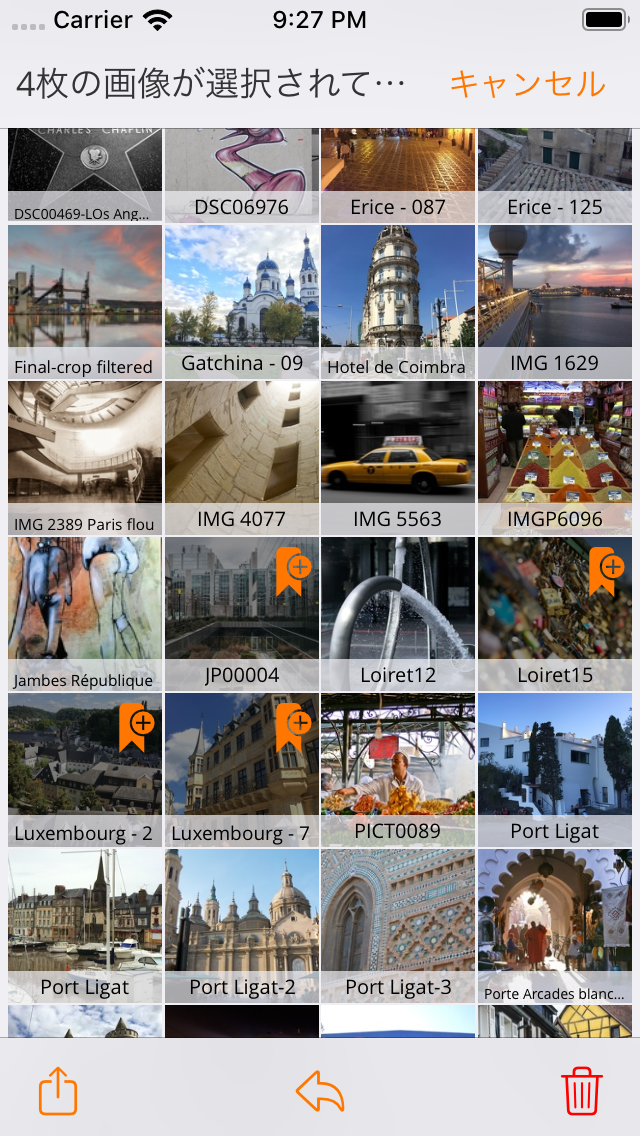 Carrier
9:27 PM
4枚の画像が選択されて…
キャンセル
CHARLES CHAPLIN
DSC00469-LOs Ang...
DSC06976
Erice - 087
Erice - 125
Final-crop filtered
Gatchina - 09
Hotel de Coimbra
IMG 1629
IMG 2389 Paris flou
IMG 4077
IMG 5563
IMGP6096
Jambes République
JP00004
Loiret12
Loiret15
Luxembourg - 2
Luxembourg - 7
PICT0089
Port Ligat
Port Ligat
Port Ligat-2
Port Ligat-3
Porte Arcades blanc...